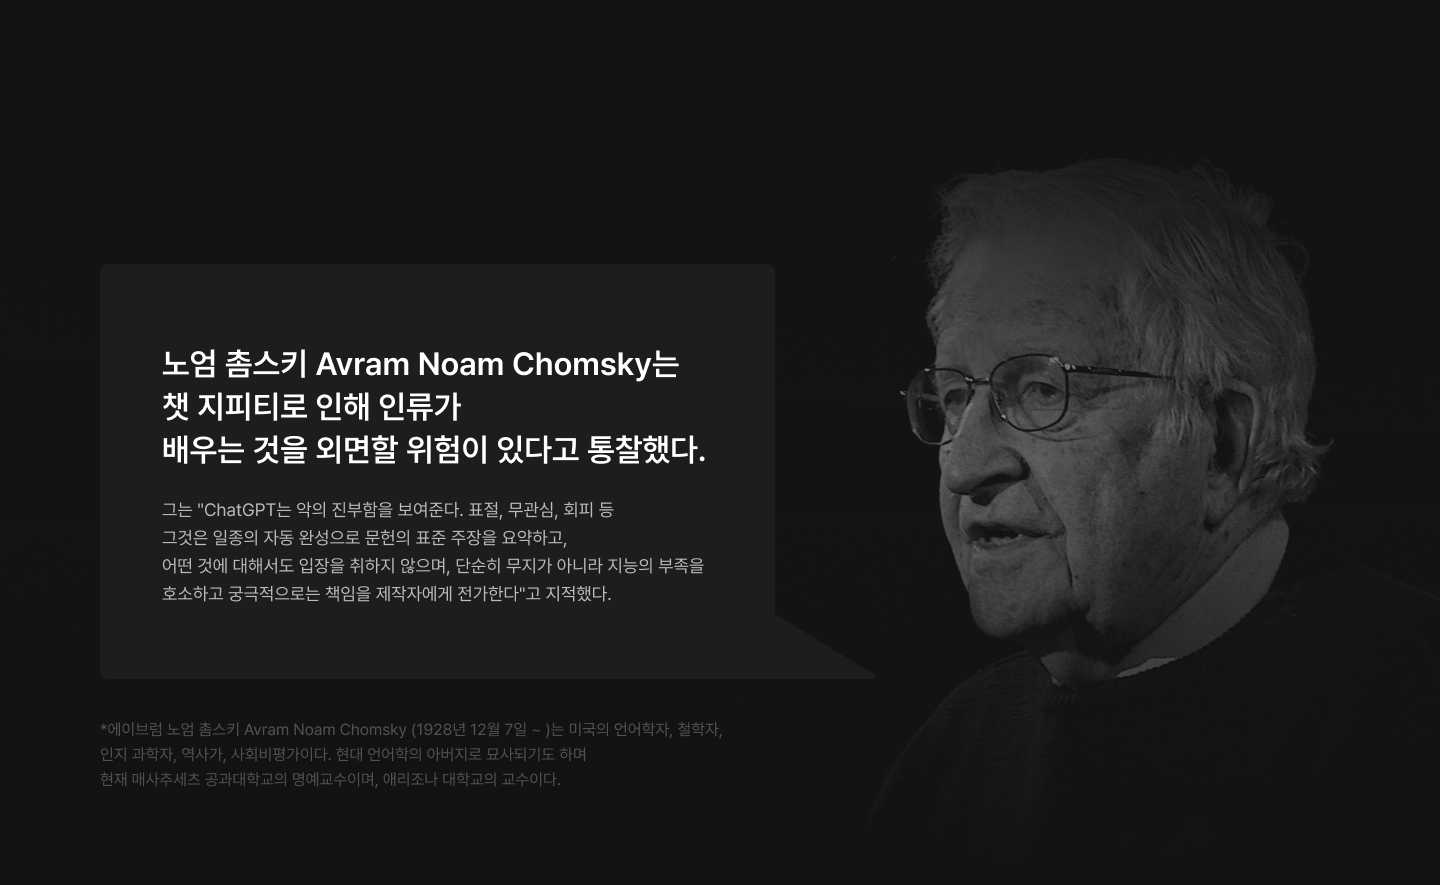 노엄 촘스키 Avram Noam Chomsky는
챗 지피티로 인해 인류가
배우는 것을 외면할 위험이 있다고 통찰했다.
그는 "ChatGPT는 악의 진부함을 보여준다. 표절, 무관심, 회피 등
그것은 일종의 자동 완성으로 문헌의 표준 주장을 요약하고,
어떤 것에 대해서도 입장을 취하지 않으며, 단순히 무지가 아니라 지능의 부족을
호소하고 궁극적으로는 책임을 제작자에게 전가한다"고 지적했다.
*에이브럼 노엄 촘스키 Avram Noam Chomsky (1928년 12월 7일 ~ )는 미국의 언어학자, 철학자,
인지 과학자, 역사가, 사회비평가이다. 현대 언어학의 아버지로 묘사되기도 하며
현재 매사추세츠 공과대학교의 명예교수이며, 애리조나 대학교의 교수이다.